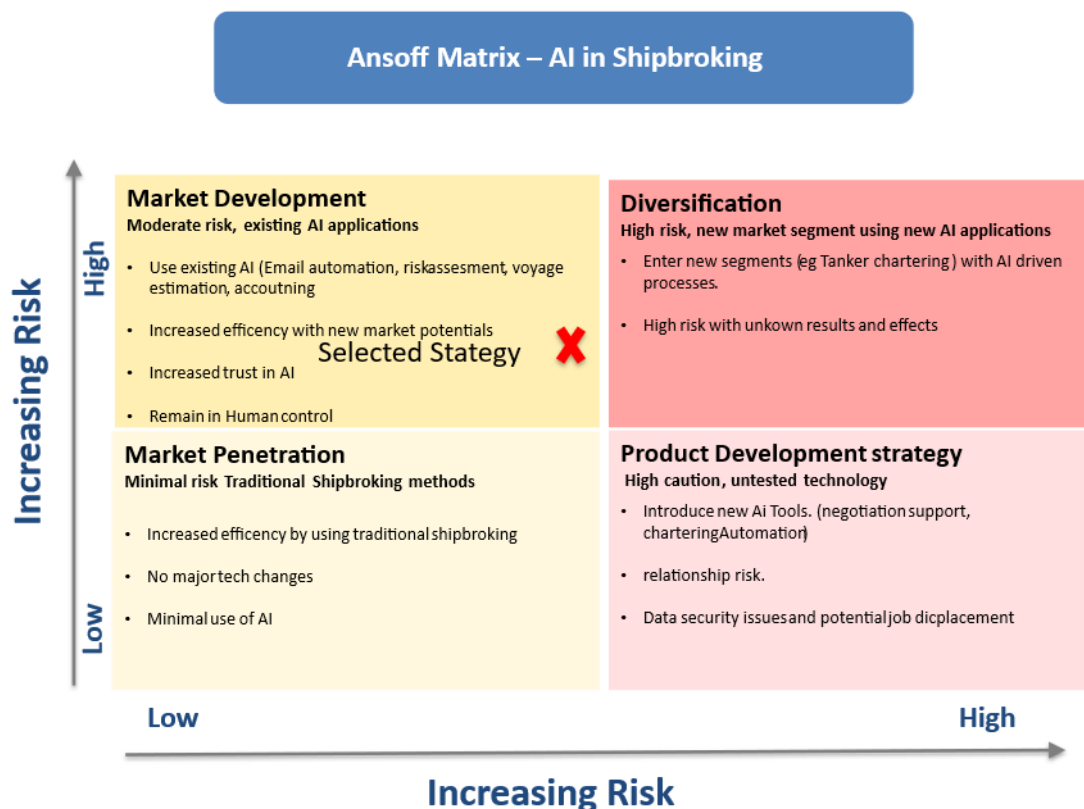 Ansoff Matrix – AI in Shipbroking
Increasing Risk
High
Low
Market Development
Moderate risk, existing AI applications
• Use existing AI (Email automation, riskassesment, voyage
estimation, accoutning
• Increased efficency with new market potentials
Selected Stategy
• Increased trust in AI
• Remain in Human control
Diversification
High risk, new market segment using new AI applications
• Enter new segments (eg Tanker chartering) with AI driven
processes.
• High risk with unkown results and effects
Market Penetration
Minimal risk Traditional Shipbroking methods
• Increased efficency by using traditional shipbroking
• No major tech changes
• Minimal use of AI
Product Development strategy
High caution, untested technology
• Introduce new Ai Tools. (negotiation support,
charteringAutomation)
• relationship risk.
• Data security issues and potential job dicplacement
Low
High
Increasing Risk